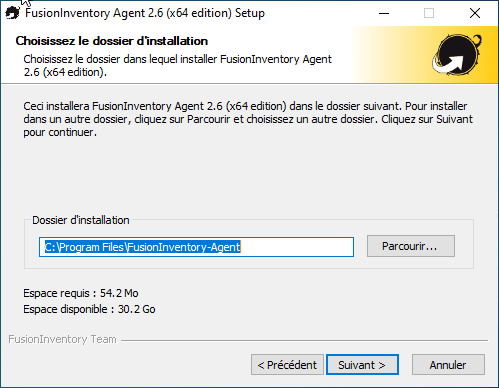 FusionInventory Agent 2.6 (x64 edition) Setup
Choisissez le dossier d'installation
Choisissez le dossier dans lequel installer FusionInventory Agent
2.6 (x64 edition).
Ceci installera FusionInventory Agent 2.6 (x64 edition) dans le dossier suivant. Pour installer
dans un autre dossier, cliquez sur Parcourir et choisissez un autre dossier. Cliquez sur Suivant
pour continuer.
Dossier d'installation
C:\Program Files\FusionInventory-Agent
Parcourir...
Espace requis : 54.2 Mo
Espace disponible : 30.2 Go
FusionInventory Team
< Précédent
Suivant >
Annuler